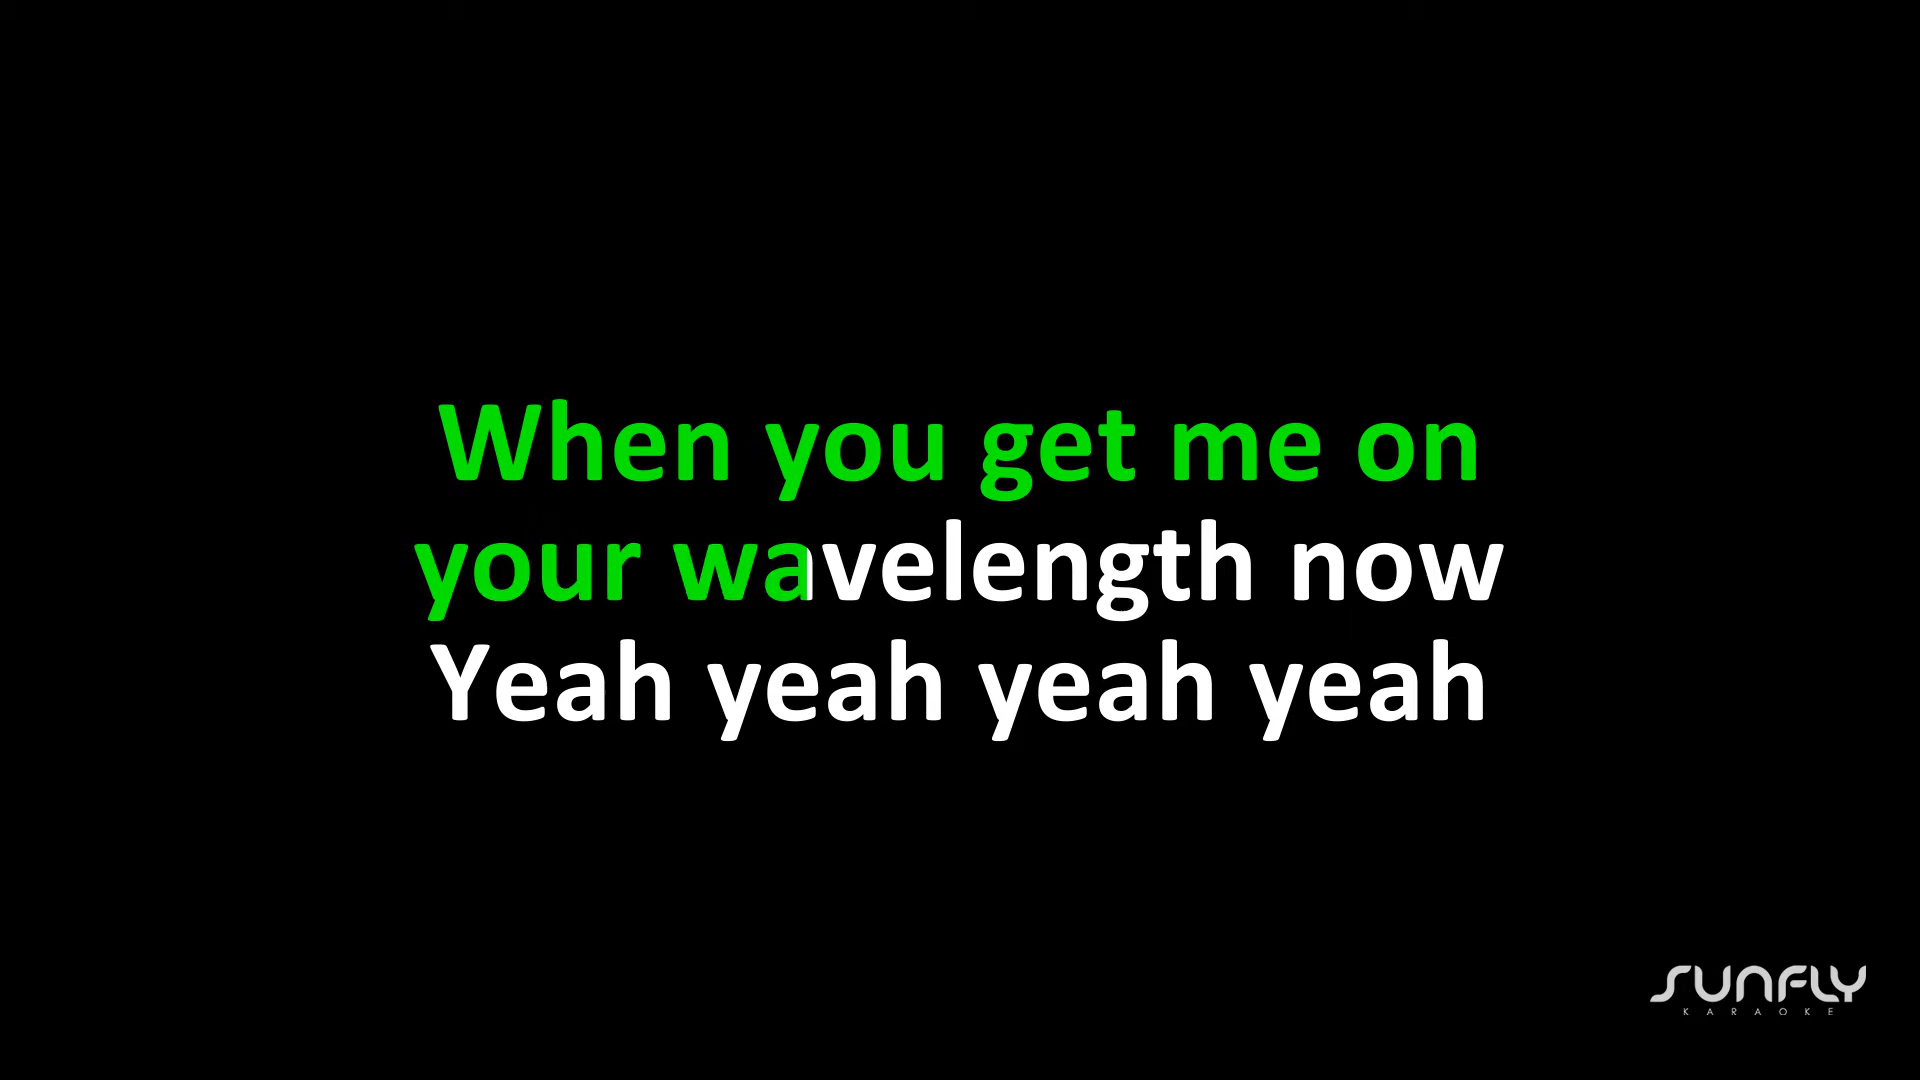 When you get me on
your wavelength now
Yeah yeah yeah yeah
SUNFLY
KARAOKE